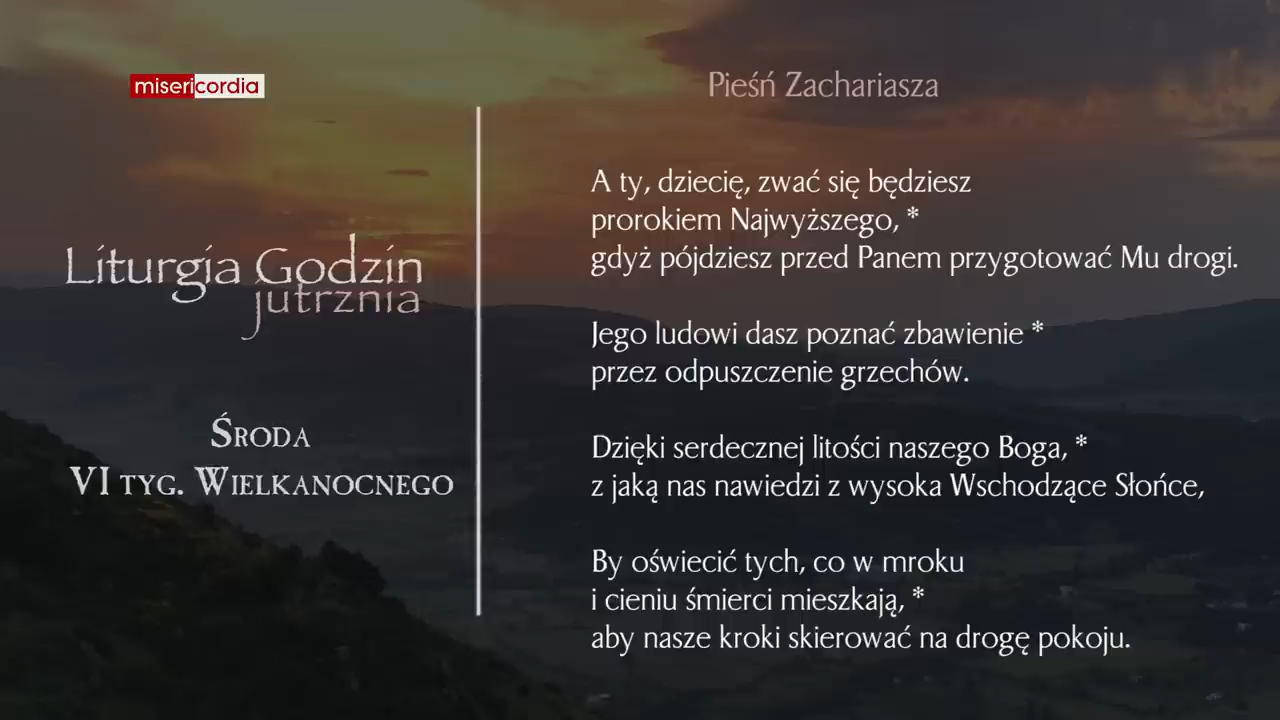 misericordia
Pieśń Zachariasza
Liturgia Godzin
jutrznia
Środa
VI tyg. Wielkanocnego
A ty, dziecię, zwać się będziesz
prorokiem Najwyższego, *
gdyż pójdziesz przed Panem przygotować Mu drogi.
Jego ludowi dasz poznać zbawienie *
przez odpuszczenie grzechów.
Dzięki serdecznej litości naszego Boga, *
z jaką nas nawiedzi z wysoka Wschodzące Słońce,
By oświecić tych, co w mroku
i cieniu śmierci mieszkają, *
aby nasze kroki skierować na drogę pokoju.